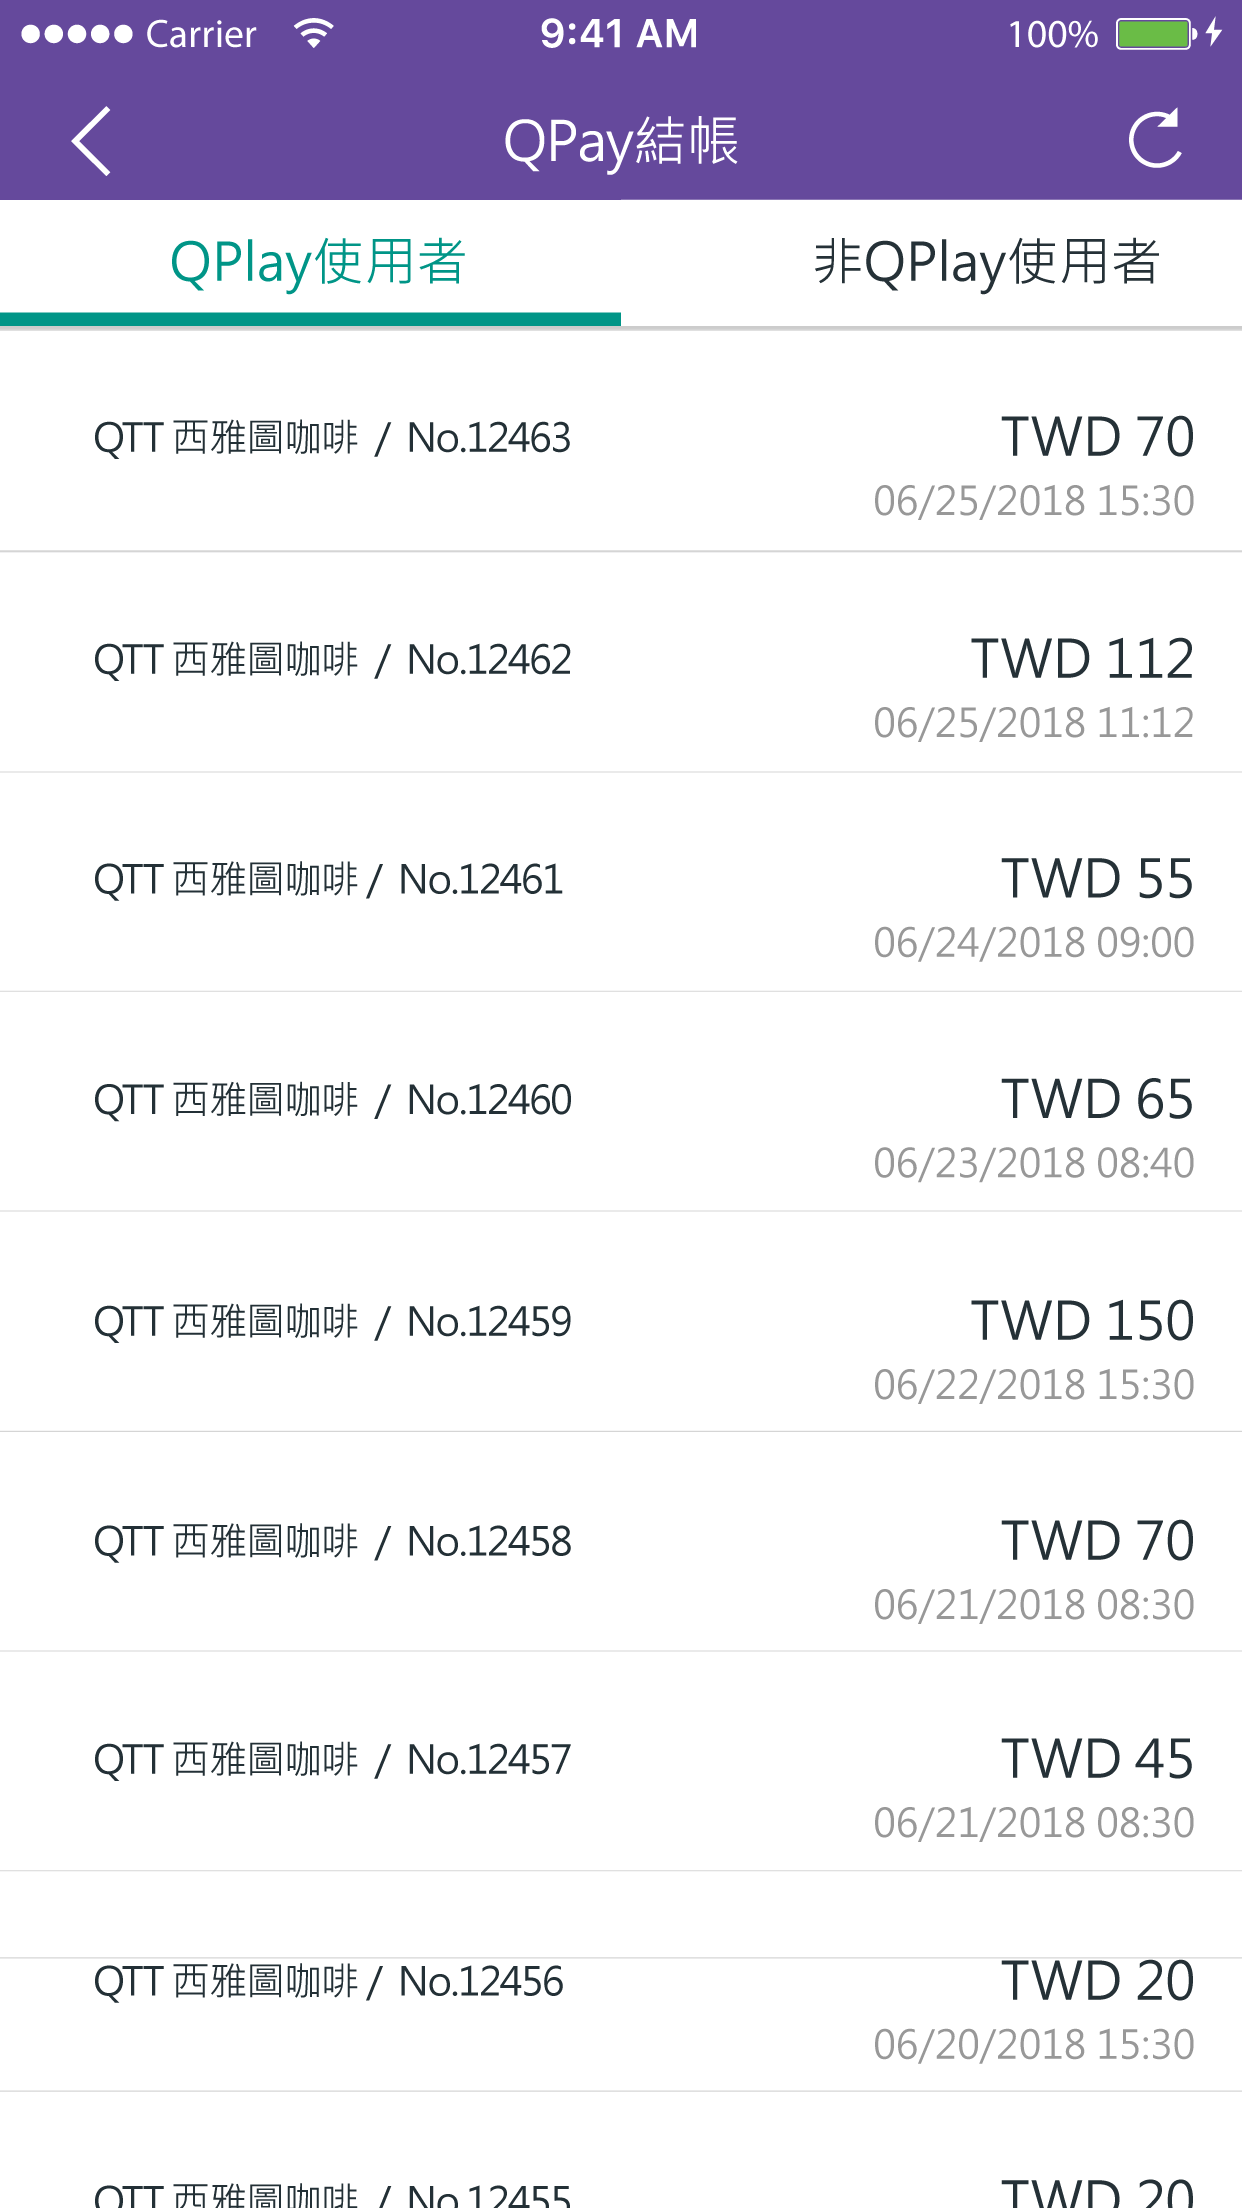 Carrier 9:41 AM 100%
QPay結帳
QPlay使用者 非QPlay使用者
QTT 西雅圖咖啡 / No.12463 TWD 70
06/25/2018 15:30
QTT 西雅圖咖啡 / No.12462 TWD 112
06/25/2018 11:12
QTT 西雅圖咖啡 / No.12461 TWD 55
06/24/2018 09:00
QTT 西雅圖咖啡 / No.12460 TWD 65
06/23/2018 08:40
QTT 西雅圖咖啡 / No.12459 TWD 150
06/22/2018 15:30
QTT 西雅圖咖啡 / No.12458 TWD 70
06/21/2018 08:30
QTT 西雅圖咖啡 / No.12457 TWD 45
06/21/2018 08:30
QTT 西雅圖咖啡 / No.12456 TWD 20
06/20/2018 15:30
QTT 西雅圖咖啡 / No.12455 TWD 20